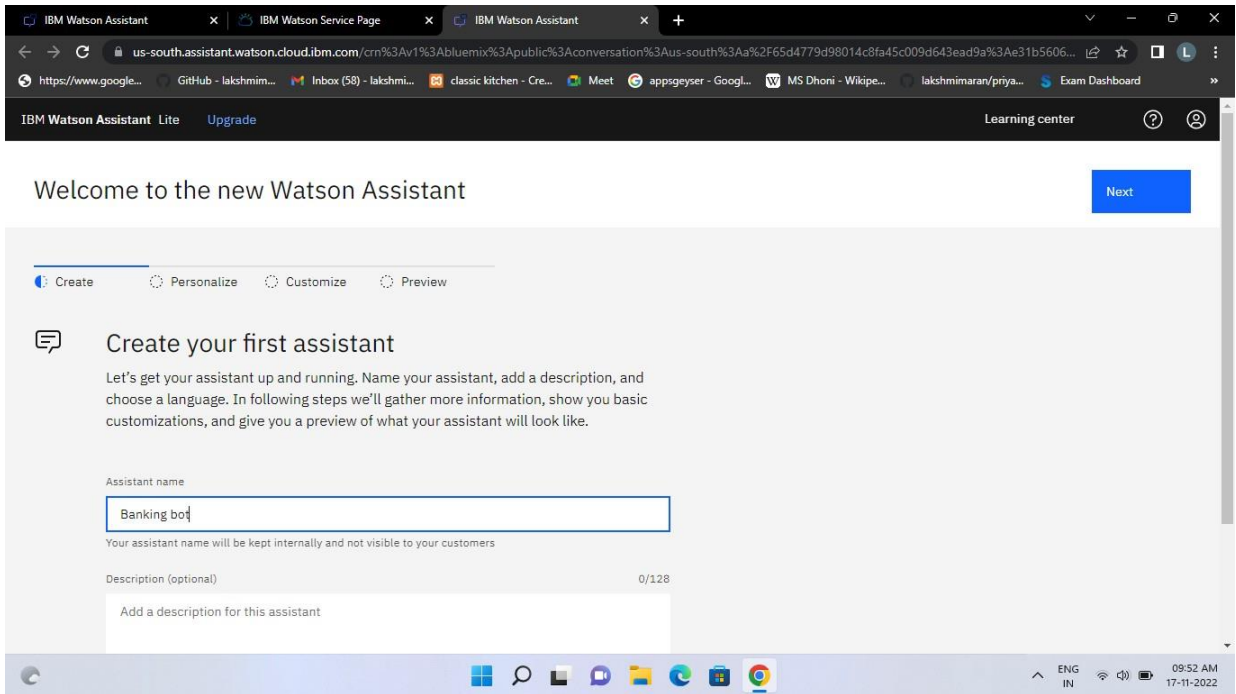 IBM Watson Assistant
IBM Watson Service Page
IBM Watson Assistant
us-south.assistant.watson.cloud.ibm.com/crn%3Av1%3Abluemix%3Apublic%3Aconversation%3Aus-south%3Aa%2F65d4779d98014c8fa45c009d643ead9a%3Ae31b5606...
L
https://www.google...
GitHub - lakshmim...
Inbox (58) - lakshmi...
classic kitchen - Cre...
Meet
appsgeyser - Googl...
W MS Dhoni - Wikipe...
lakshmimaran/priya...
Exam Dashboard
»
IBM Watson Assistant Lite Upgrade
Learning center
Welcome to the new Watson Assistant
Next
Create Personalize Customize Preview
Create your first assistant
Let's get your assistant up and running. Name your assistant, add a description, and
choose a language. In following steps we'll gather more information, show you basic
customizations, and give you a preview of what your assistant will look like.
Assistant name
Banking bot
Your assistant name will be kept internally and not visible to your customers
Description (optional) 0/128
Add a description for this assistant
ENG
IN
09:52 AM
17-11-2022